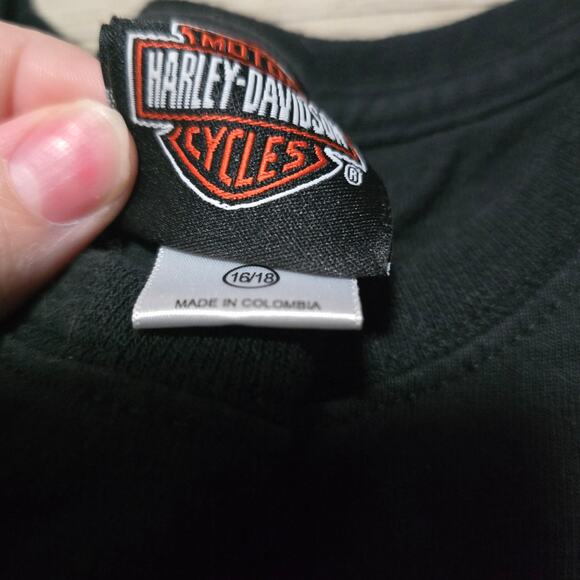 MOTOR
HARLEY-DAVIDSON
CYCLES
®
16/18
MADE IN COLOMBIA